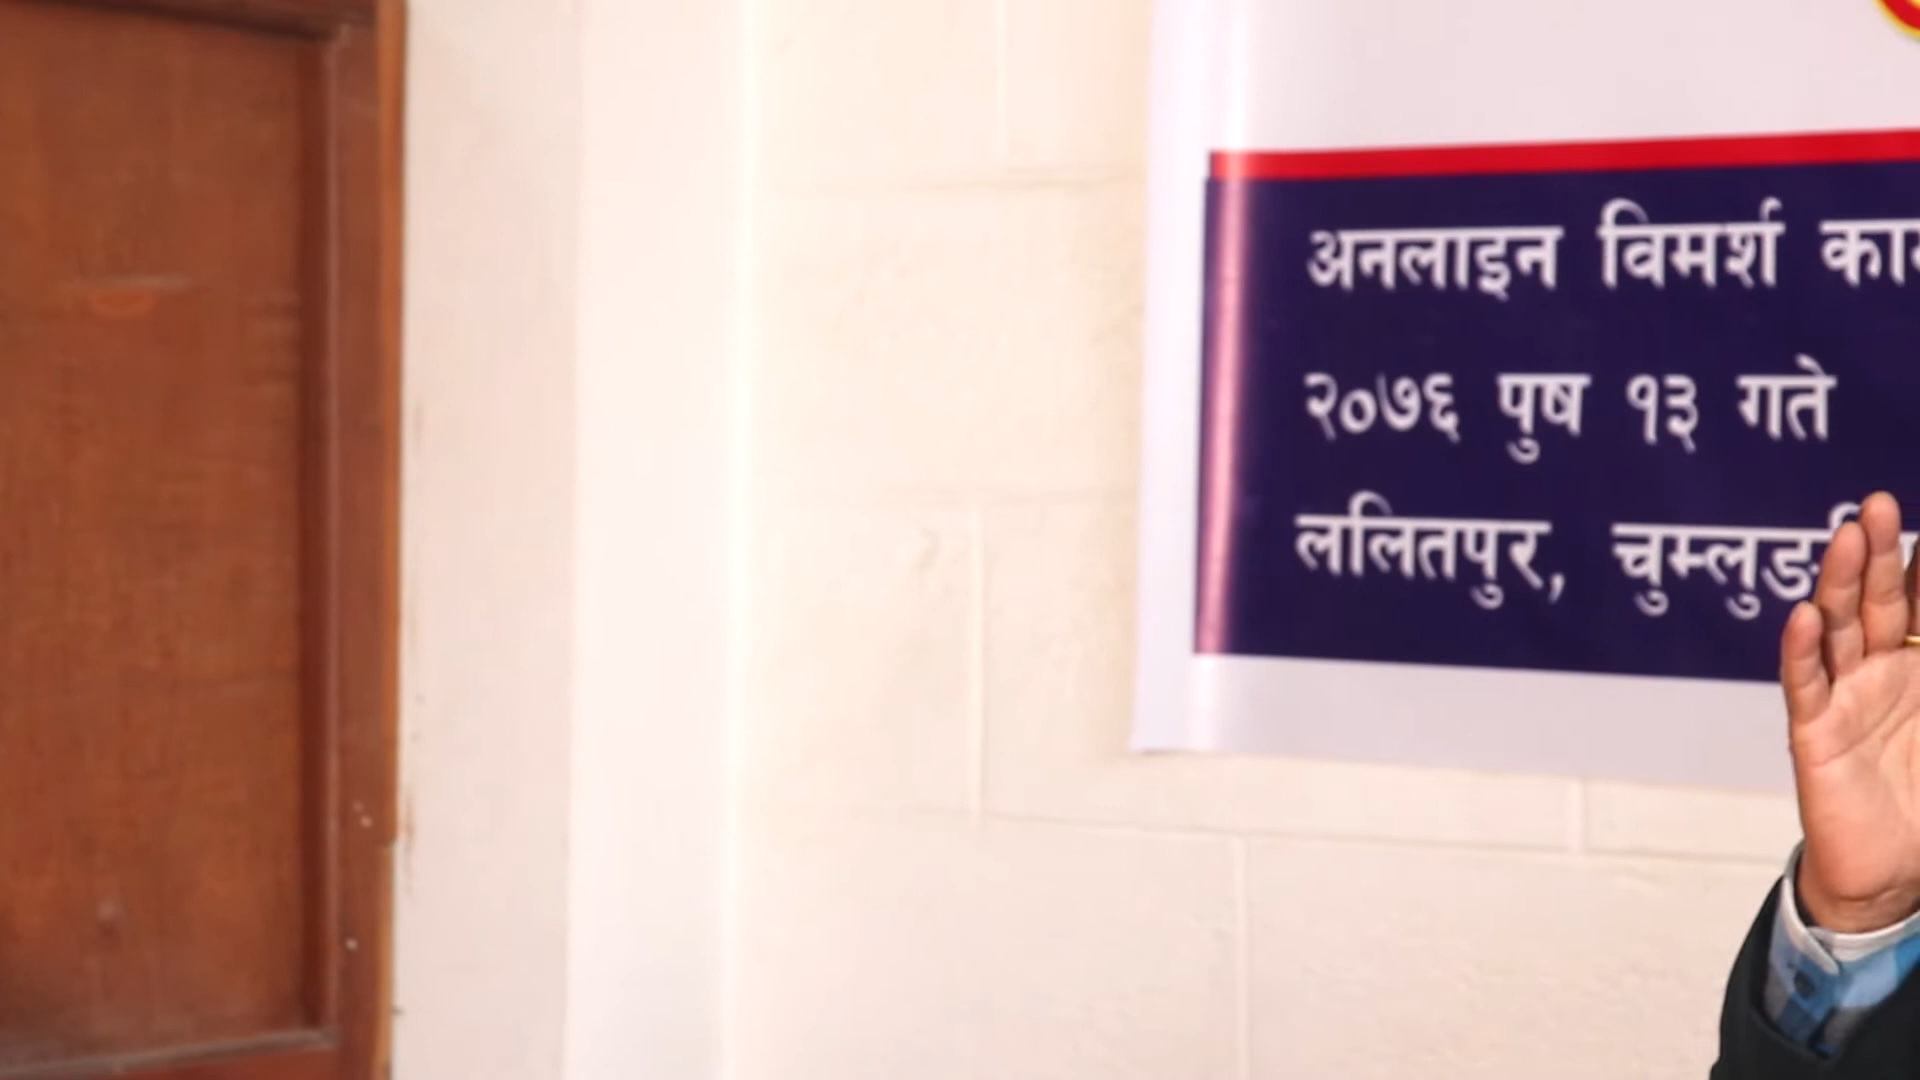 अनलाइन विमर्श
२०७६ पुष १३ गते
ललितपुर,